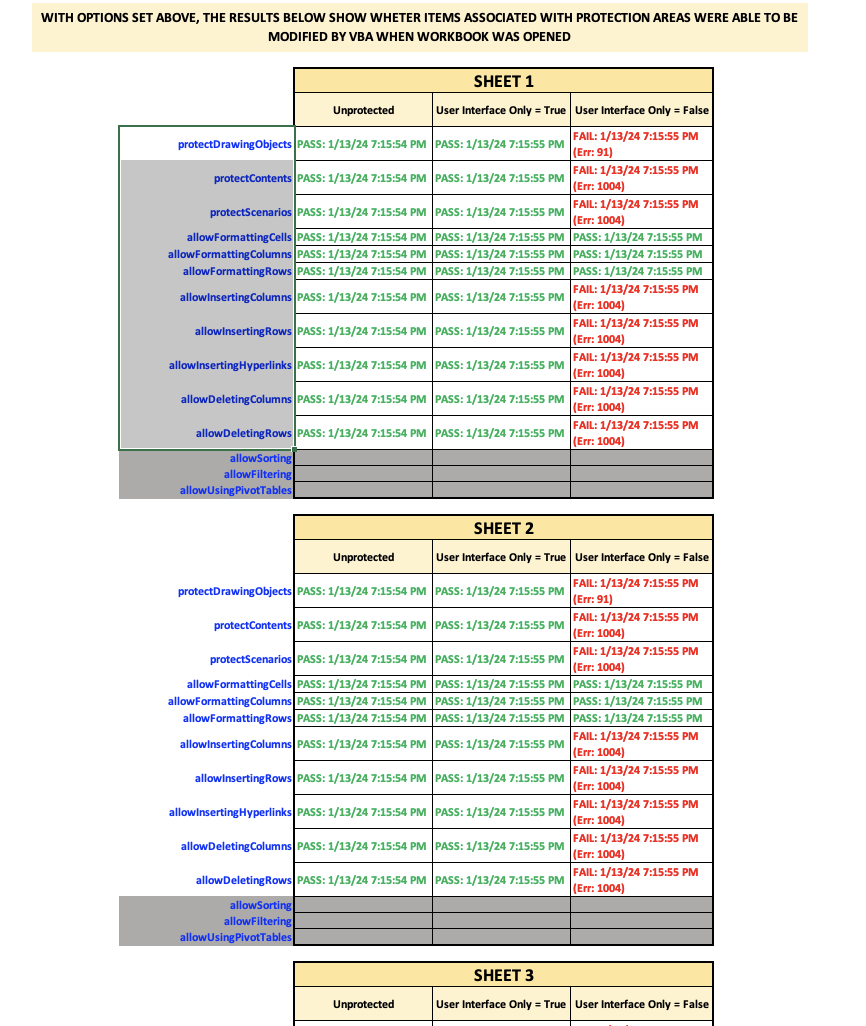 WITH OPTIONS SET ABOVE, THE RESULTS BELOW SHOW WHETER ITEMS ASSOCIATED WITH PROTECTION AREAS WERE ABLE TO BE
MODIFIED BY VBA WHEN WORKBOOK WAS OPENED
SHEET 1
Unprotected User Interface Only = True User Interface Only = False
protectDrawingObjects PASS: 1/13/24 7:15:54 PM PASS: 1/13/24 7:15:55 PM FAIL: 1/13/24 7:15:55 PM
(Err: 91)
protectContents PASS: 1/13/24 7:15:54 PM PASS: 1/13/24 7:15:55 PM FAIL: 1/13/24 7:15:55 PM
(Err: 1004)
protectScenarios PASS: 1/13/24 7:15:54 PM PASS: 1/13/24 7:15:55 PM FAIL: 1/13/24 7:15:55 PM
(Err: 1004)
allowFormattingCells PASS: 1/13/24 7:15:54 PM PASS: 1/13/24 7:15:55 PM PASS: 1/13/24 7:15:55 PM
allowFormattingColumns PASS: 1/13/24 7:15:54 PM PASS: 1/13/24 7:15:55 PM PASS: 1/13/24 7:15:55 PM
allowFormattingRows PASS: 1/13/24 7:15:54 PM PASS: 1/13/24 7:15:55 PM PASS: 1/13/24 7:15:55 PM
allowInsertingColumns PASS: 1/13/24 7:15:54 PM PASS: 1/13/24 7:15:55 PM FAIL: 1/13/24 7:15:55 PM
(Err: 1004)
allowInsertingRows PASS: 1/13/24 7:15:54 PM PASS: 1/13/24 7:15:55 PM FAIL: 1/13/24 7:15:55 PM
(Err: 1004)
allowInsertingHyperlinks PASS: 1/13/24 7:15:54 PM PASS: 1/13/24 7:15:55 PM FAIL: 1/13/24 7:15:55 PM
(Err: 1004)
allowDeletingColumns PASS: 1/13/24 7:15:54 PM PASS: 1/13/24 7:15:55 PM FAIL: 1/13/24 7:15:55 PM
(Err: 1004)
allowDeletingRows PASS: 1/13/24 7:15:54 PM PASS: 1/13/24 7:15:55 PM FAIL: 1/13/24 7:15:55 PM
(Err: 1004)
allowSorting
allowFiltering
allowUsingPivotTables
SHEET 2
Unprotected User Interface Only = True User Interface Only = False
protectDrawingObjects PASS: 1/13/24 7:15:54 PM PASS: 1/13/24 7:15:55 PM FAIL: 1/13/24 7:15:55 PM
(Err: 91)
protectContents PASS: 1/13/24 7:15:54 PM PASS: 1/13/24 7:15:55 PM FAIL: 1/13/24 7:15:55 PM
(Err: 1004)
protectScenarios PASS: 1/13/24 7:15:54 PM PASS: 1/13/24 7:15:55 PM FAIL: 1/13/24 7:15:55 PM
(Err: 1004)
allowFormattingCells PASS: 1/13/24 7:15:54 PM PASS: 1/13/24 7:15:55 PM PASS: 1/13/24 7:15:55 PM
allowFormattingColumns PASS: 1/13/24 7:15:54 PM PASS: 1/13/24 7:15:55 PM PASS: 1/13/24 7:15:55 PM
allowFormattingRows PASS: 1/13/24 7:15:54 PM PASS: 1/13/24 7:15:55 PM PASS: 1/13/24 7:15:55 PM
allowInsertingColumns PASS: 1/13/24 7:15:54 PM PASS: 1/13/24 7:15:55 PM FAIL: 1/13/24 7:15:55 PM
(Err: 1004)
allowInsertingRows PASS: 1/13/24 7:15:54 PM PASS: 1/13/24 7:15:55 PM FAIL: 1/13/24 7:15:55 PM
(Err: 1004)
allowInsertingHyperlinks PASS: 1/13/24 7:15:54 PM PASS: 1/13/24 7:15:55 PM FAIL: 1/13/24 7:15:55 PM
(Err: 1004)
allowDeletingColumns PASS: 1/13/24 7:15:54 PM PASS: 1/13/24 7:15:55 PM FAIL: 1/13/24 7:15:55 PM
(Err: 1004)
allowDeletingRows PASS: 1/13/24 7:15:54 PM PASS: 1/13/24 7:15:55 PM FAIL: 1/13/24 7:15:55 PM
(Err: 1004)
allowSorting
allowFiltering
allowUsingPivotTables
SHEET 3
Unprotected User Interface Only = True User Interface Only = False